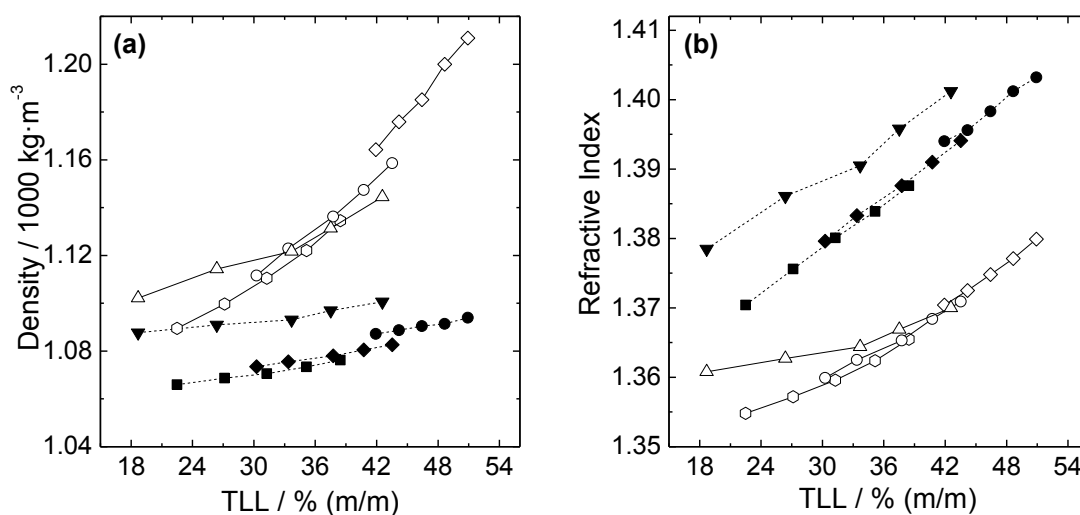 (a)
Density / 1000 kg·m⁻³
1.20
1.16
1.12
1.08
1.04
18 24 30 36 42 48 54
TLL / % (m/m)
(b)
Refractive Index
1.41
1.40
1.39
1.38
1.37
1.36
1.35
18 24 30 36 42 48 54
TLL / % (m/m)